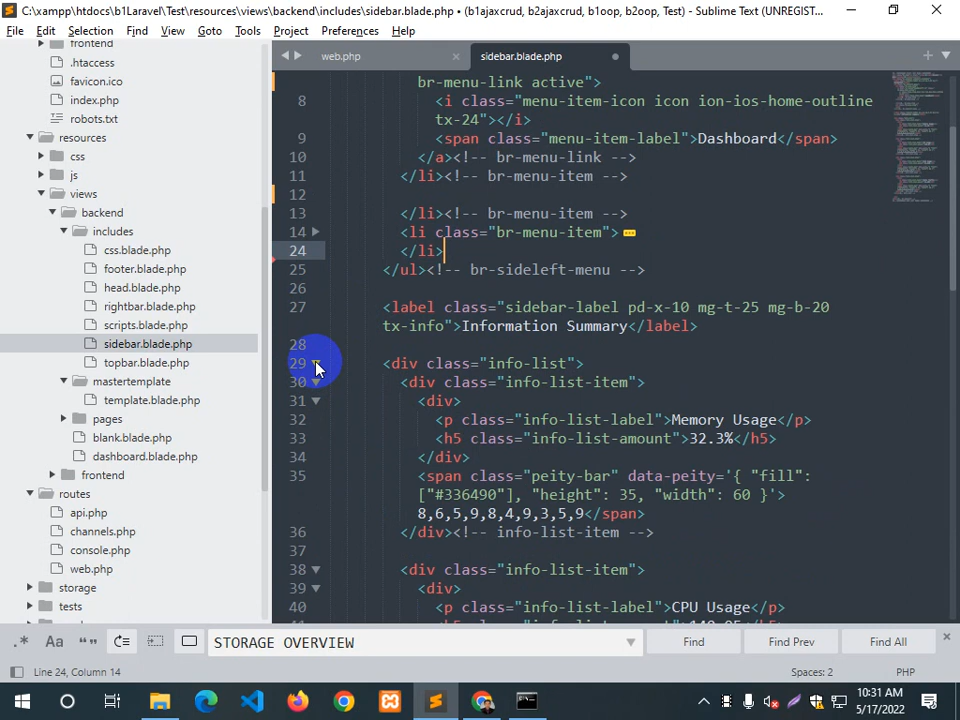 C:\xampp\htdocs\b1Laravel\Test\resources\views\backend\includes\sidebar.blade.php • (b1ajaxcrud, b2ajaxcrud, b1oop, b2oop, Test) - Sublime Text (UNREGIST...
File Edit Selection Find View Goto Tools Project Preferences Help
frontend
.htaccess
favicon.ico
index.php
robots.txt
resources
css
js
views
backend
includes
css.blade.php
footer.blade.php
head.blade.php
rightbar.blade.php
scripts.blade.php
sidebar.blade.php
topbar.blade.php
mastertemplate
template.blade.php
pages
blank.blade.php
dashboard.blade.php
frontend
routes
api.php
channels.php
console.php
web.php
storage
tests
web.php × sidebar.blade.php
br-menu-link active">
8 <i class="menu-item-icon icon ion-ios-home-outline
tx-24"></i>
9 <span class="menu-item-label">Dashboard</span>
10 </a><!-- br-menu-link -->
11 </li><!-- br-menu-item -->
12
13 </li><!-- br-menu-item -->
14 <li class="br-menu-item">
24 </li>
25 </ul><!-- br-sideleft-menu -->
26
27 <label class="sidebar-label pd-x-10 mg-t-25 mg-b-20
tx-info">Information Summary</label>
28
29 <div class="info-list">
30 <div class="info-list-item">
31 <div>
32 <p class="info-list-label">Memory Usage</p>
33 <h5 class="info-list-amount">32.3%</h5>
34 </div>
35 <span class="peity-bar" data-peity='{ "fill":
["#336490"], "height": 35, "width": 60 }'>
8,6,5,9,8,4,9,3,5,9</span>
36 </div><!-- info-list-item -->
37
38 <div class="info-list-item">
39 <div>
40 <p class="info-list-label">CPU Usage</p>
.* Aa “” STORAGE OVERVIEW Find Find Prev Find All ×
Line 24, Column 14 Spaces: 2 PHP
10:31 AM
5/17/2022